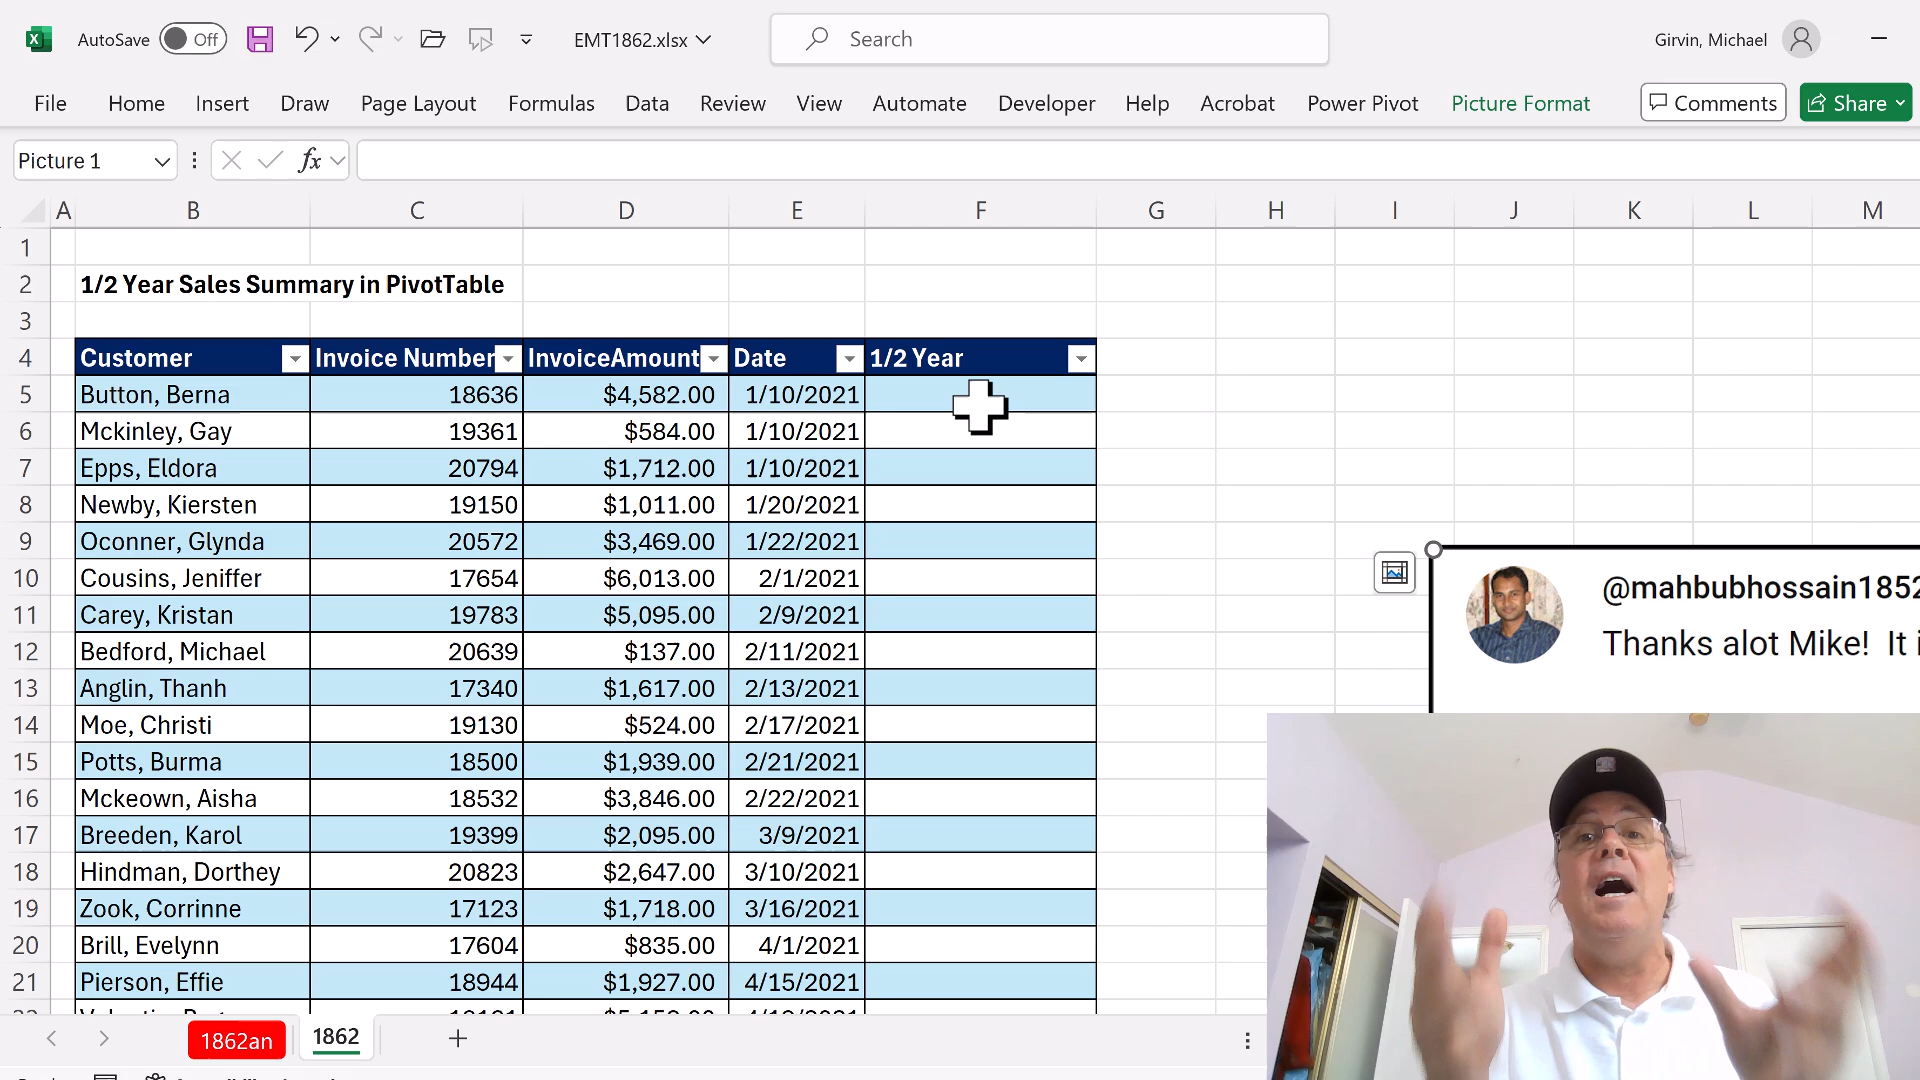 AutoSave Off EMT1862.xlsx Search Girvin, Michael
File Home Insert Draw Page Layout Formulas Data Review View Automate Developer Help Acrobat Power Pivot Picture Format Comments Share
Picture 1 fx
A B C D E F G H I J K L M
1
2 1/2 Year Sales Summary in PivotTable
3
4 Customer Invoice Number InvoiceAmount Date 1/2 Year
5 Button, Berna 18636 $4,582.00 1/10/2021
6 Mckinley, Gay 19361 $584.00 1/10/2021
7 Epps, Eldora 20794 $1,712.00 1/10/2021
8 Newby, Kiersten 19150 $1,011.00 1/20/2021
9 Oconner, Glynda 20572 $3,469.00 1/22/2021
10 Cousins, Jeniffer 17654 $6,013.00 2/1/2021
11 Carey, Kristan 19783 $5,095.00 2/9/2021
12 Bedford, Michael 20639 $137.00 2/11/2021
13 Anglin, Thanh 17340 $1,617.00 2/13/2021
14 Moe, Christi 19130 $524.00 2/17/2021
15 Potts, Burma 18500 $1,939.00 2/21/2021
16 Mckeown, Aisha 18532 $3,846.00 2/22/2021
17 Breeden, Karol 19399 $2,095.00 3/9/2021
18 Hindman, Dorthey 20823 $2,647.00 3/10/2021
19 Zook, Corrinne 17123 $1,718.00 3/16/2021
20 Brill, Evelynn 17604 $835.00 4/1/2021
21 Pierson, Effie 18944 $1,927.00 4/15/2021
@mahbubhossain1852
Thanks alot Mike! It i
1862an 1862